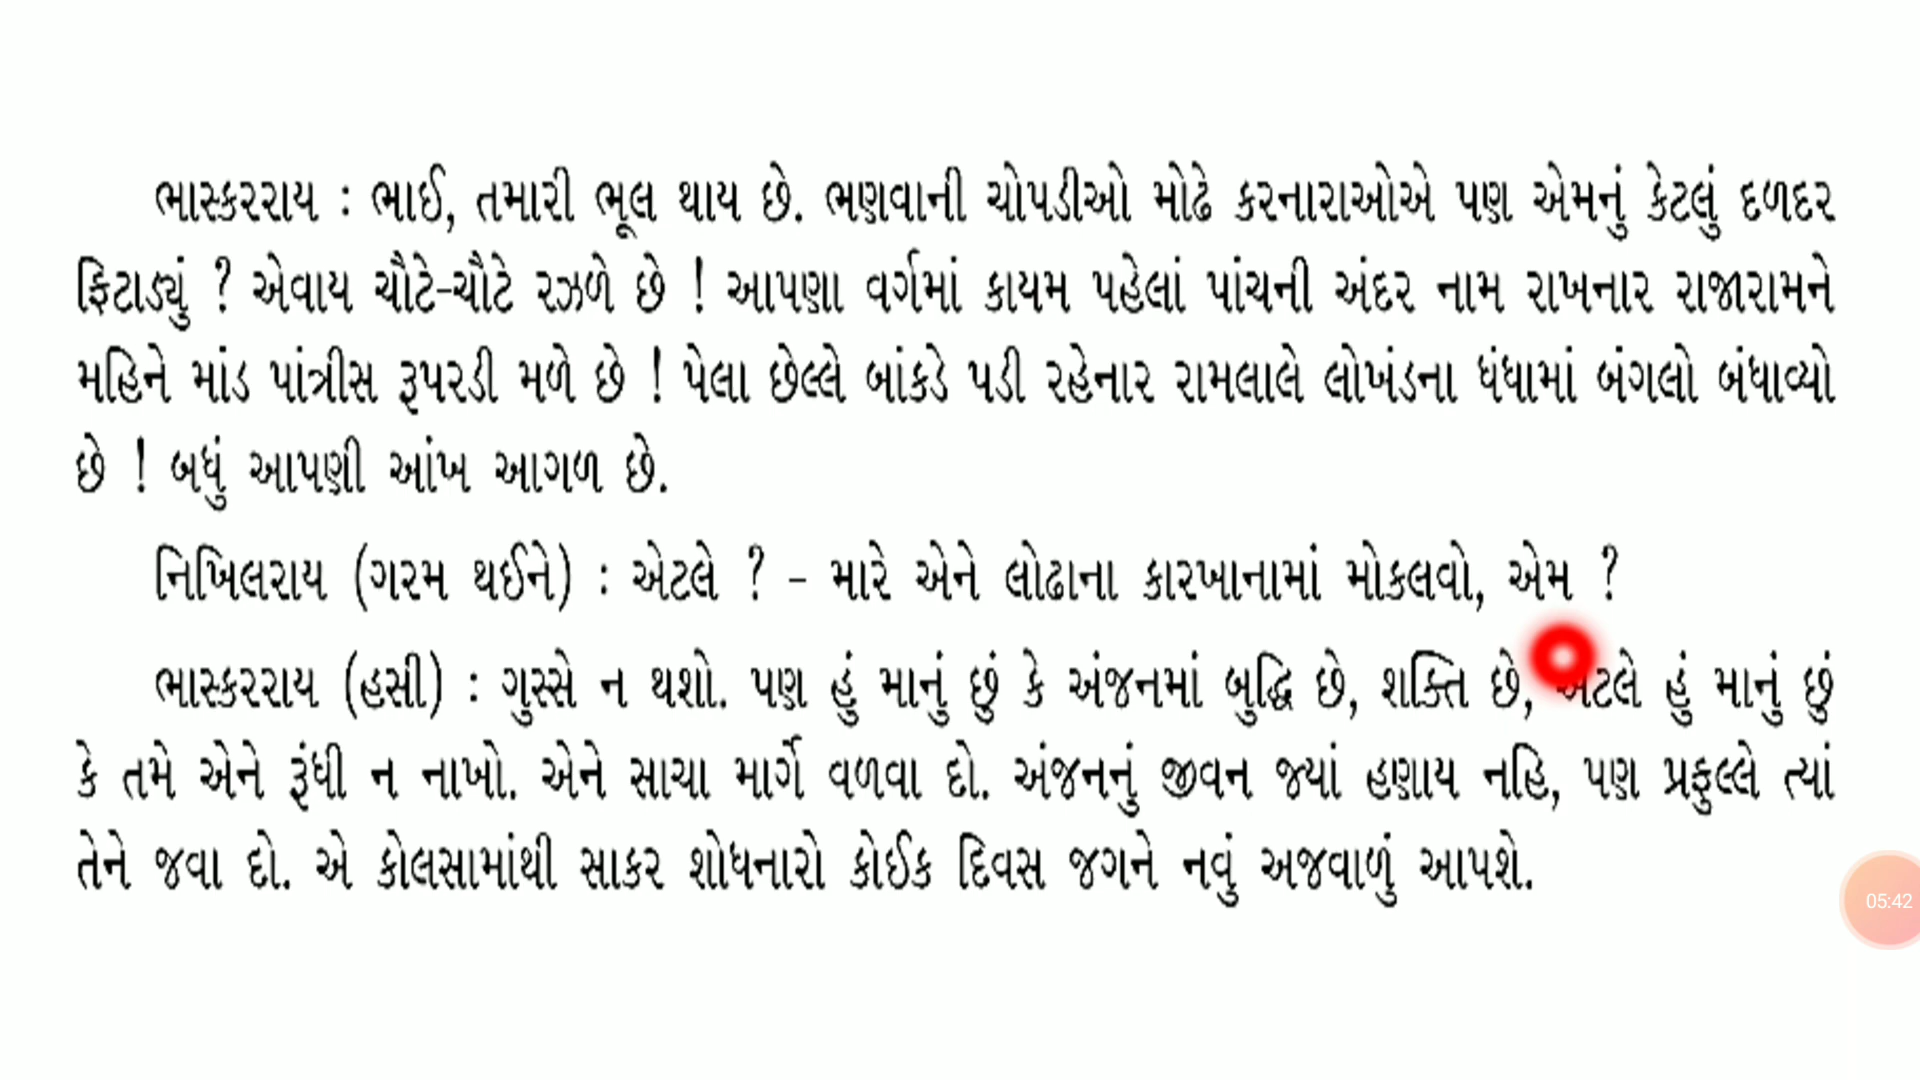 ભાસ્કરરાય : ભાઈ, તમારી ભૂલ થાય છે. ભણવાની ચોપડીઓ મોઢે કરનારાઓએ પણ એમનું કેટલું દળદર
ફિટાડ્યું ? એવાય ચૌટે-ચૌટે રઝળે છે ! આપણા વર્ગમાં કાયમ પહેલાં પાંચની અંદર નામ રાખનાર રાજારામને
મહિને માંડ પાંત્રીસ રૂપરડી મળે છે ! પેલા છેલ્લે બાંકડે પડી રહેનાર રામલાલે લોખંડના ધંધામાં બંગલો બંધાવ્યો
છે ! બધું આપણી આંખ આગળ છે.
નિખિલરાય (ગરમ થઈને) : એટલે ? - મારે એને લોઢાના કારખાનામાં મોકલવો, એમ ?
ભાસ્કરરાય (હસી) : ગુસ્સે ન થશો. પણ હું માનું છું કે અંજનમાં બુદ્ધિ છે, શક્તિ છે, એટલે હું માનું છું
કે તમે એને રૂંધી ન નાખો. એને સાચા માર્ગે વળવા દો. અંજનનું જીવન જ્યાં હણાય નહિ, પણ પ્રફુલ્લે ત્યાં
તેને જવા દો. એ કોલસામાંથી સાકર શોધનારો કોઈક દિવસ જગને નવું અજવાળું આપશે.
05:42